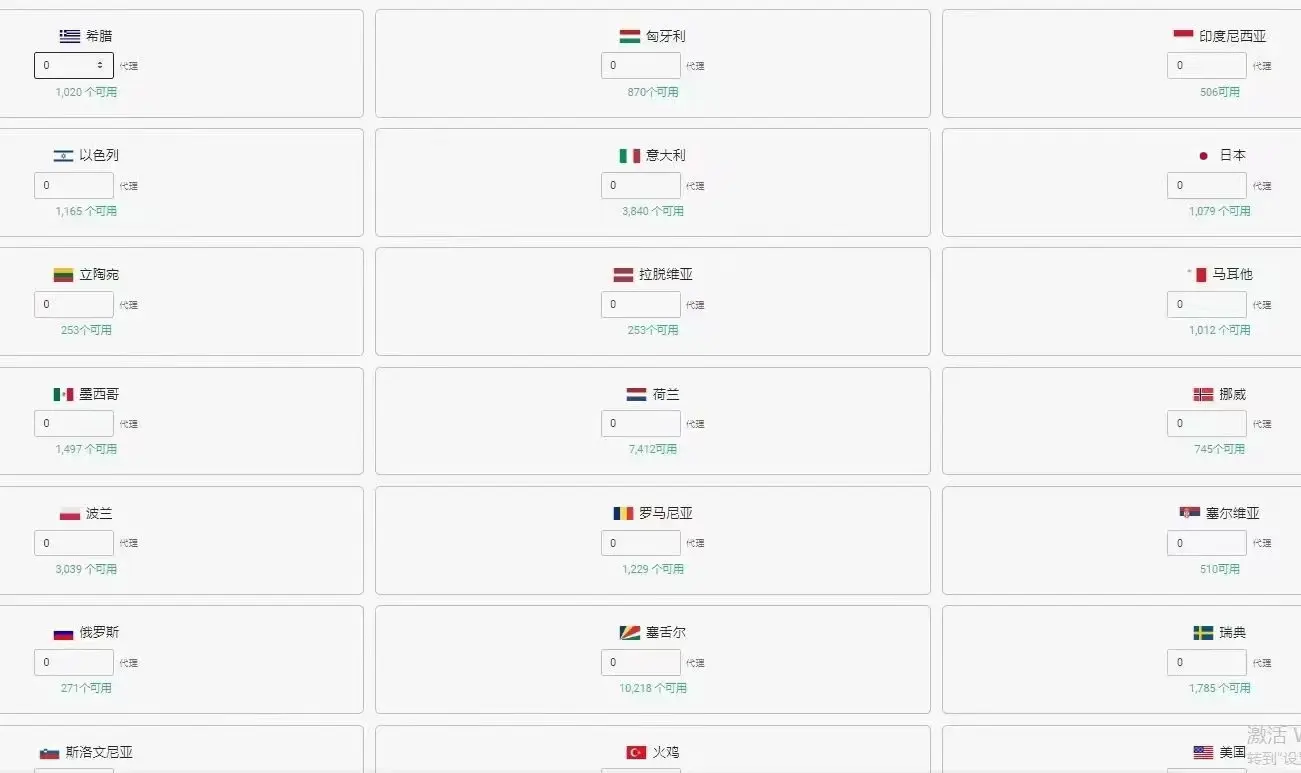 希腊
匈牙利
印度尼西亚
0 代理
0 代理
0 代理
1,020 个可用
870个可用
506可用
以色列
意大利
日本
0 代理
0 代理
0 代理
1,165 个可用
3,840 个可用
1,079 个可用
立陶宛
拉脱维亚
马耳他
0 代理
0 代理
0 代理
253个可用
253个可用
1,012 个可用
墨西哥
荷兰
挪威
0 代理
0 代理
0 代理
1,497 个可用
7,412可用
745个可用
波兰
罗马尼亚
塞尔维亚
0 代理
0 代理
0 代理
3,039 个可用
1,229 个可用
510可用
俄罗斯
塞舌尔
瑞典
0 代理
0 代理
0 代理
271个可用
10,218 个可用
1,785 个可用
斯洛文尼亚
火鸡
美国
激活
转到"设